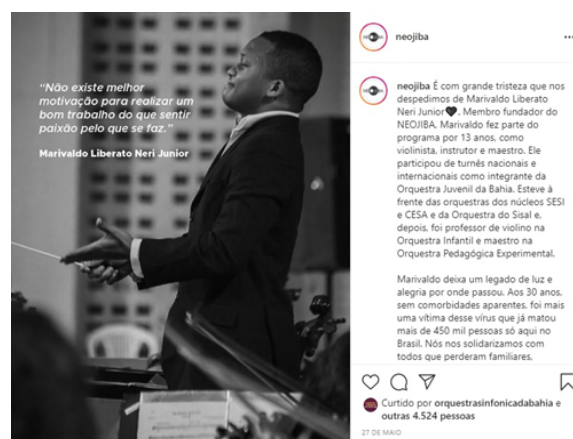 “Não existe melhor
motivação para realizar um
bom trabalho do que sentir
paixão pelo que se faz.”
Marivaldo Liberato Neri Junior
neojiba
neojiba É com grande tristeza que nos
despedimos de Marivaldo Liberato
Neri Junior🖤. Membro fundador do
NEOJIBA, Marivaldo fez parte do
programa por 13 anos, como
violinista, instrutor e maestro. Ele
participou de turnês nacionais e
internacionais como integrante da
Orquestra Juvenil da Bahia. Esteve à
frente das orquestras dos núcleos SESI
e CESA e da Orquestra do Sisal e,
depois, foi professor de violino na
Orquestra Infantil e maestro na
Orquestra Pedagógica Experimental.
Marivaldo deixa um legado de luz e
alegria por onde passou. Aos 30 anos,
sem comorbidades aparentes, foi mais
uma vítima desse vírus que já matou
mais de 450 mil pessoas só aqui no
Brasil. Nós nos solidarizamos com
todos que perderam familiares,
Curtido por orquestrasinfonicadabahia e
outras 4.524 pessoas
27 DE MAIO